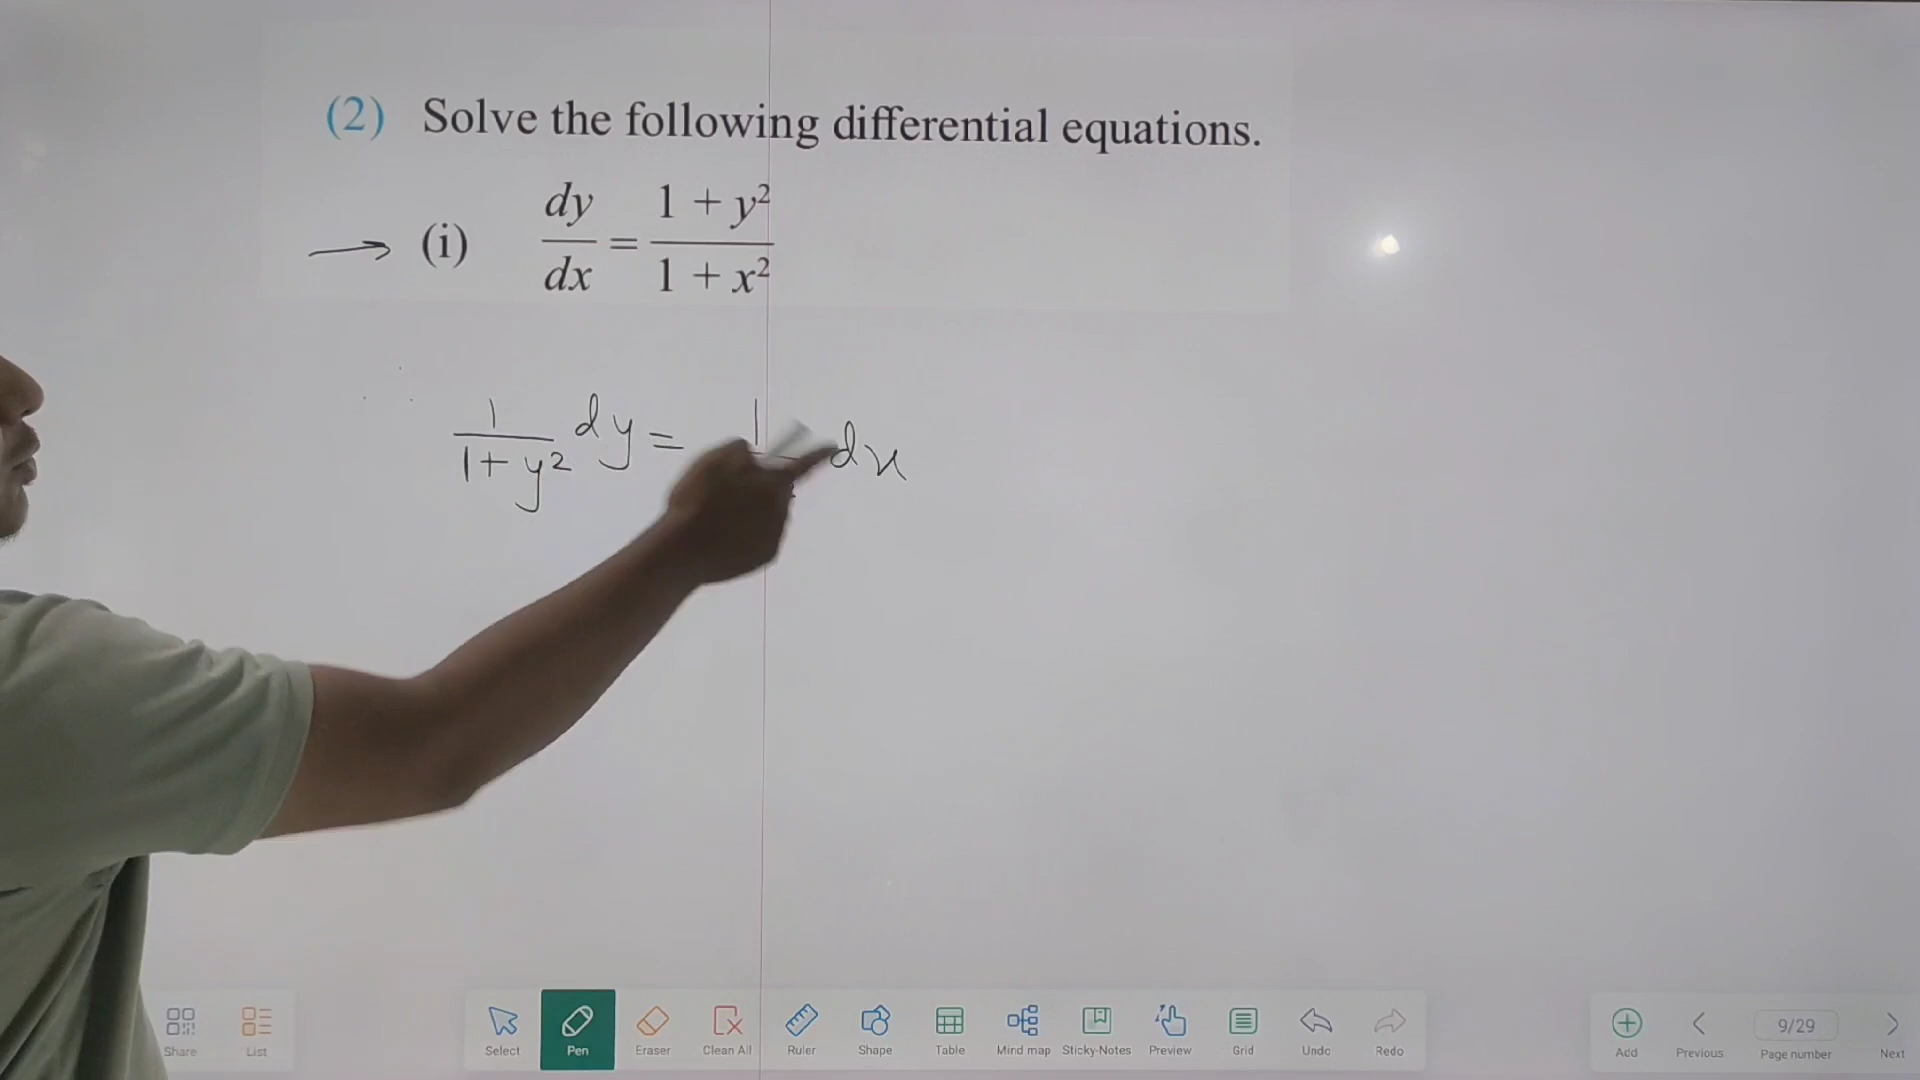 (2) Solve the following differential equations.
(i) dy/dx = 1 + y²/1 + x²
1/1+y² dy = 1 dx
Share List Select Pen Eraser Clean All Ruler Shape Table Mind map Sticky-Notes Preview Grid Undo Redo Add Previous 9/29 Page number Next